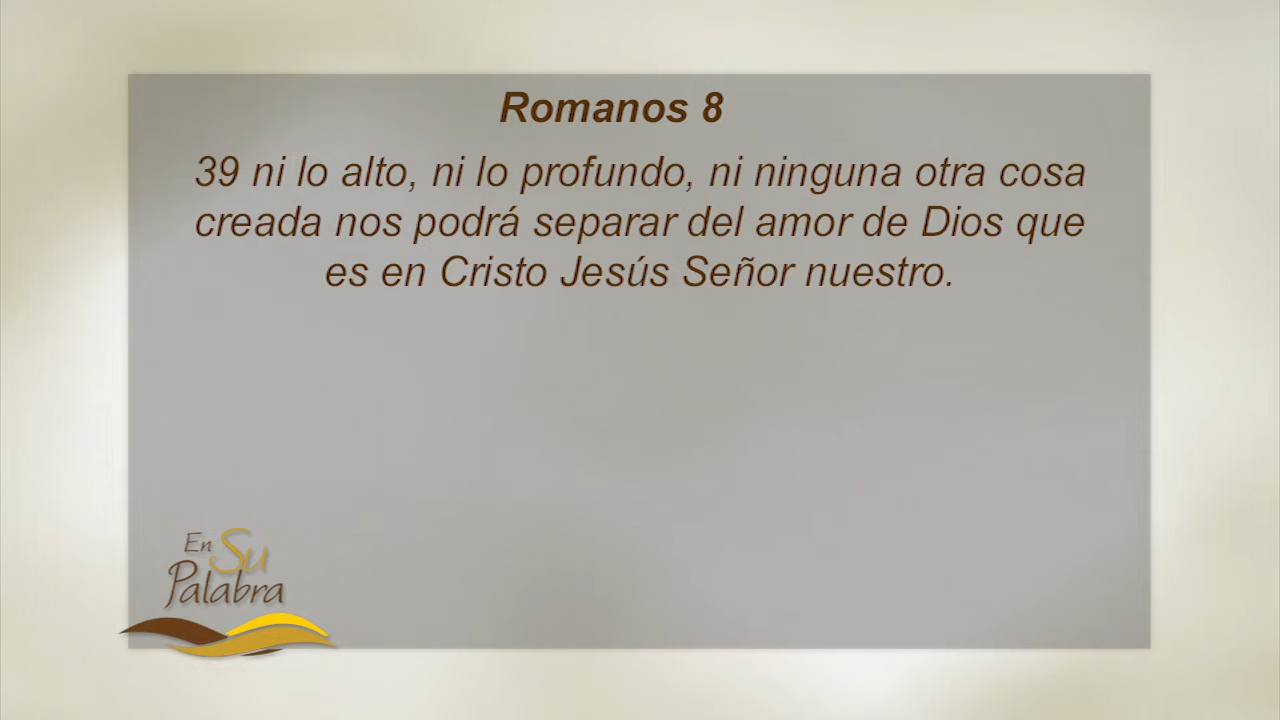 Romanos 8
39 ni lo alto, ni lo profundo, ni ninguna otra cosa
creada nos podrá separar del amor de Dios que
es en Cristo Jesús Señor nuestro.
En Su
Palabra